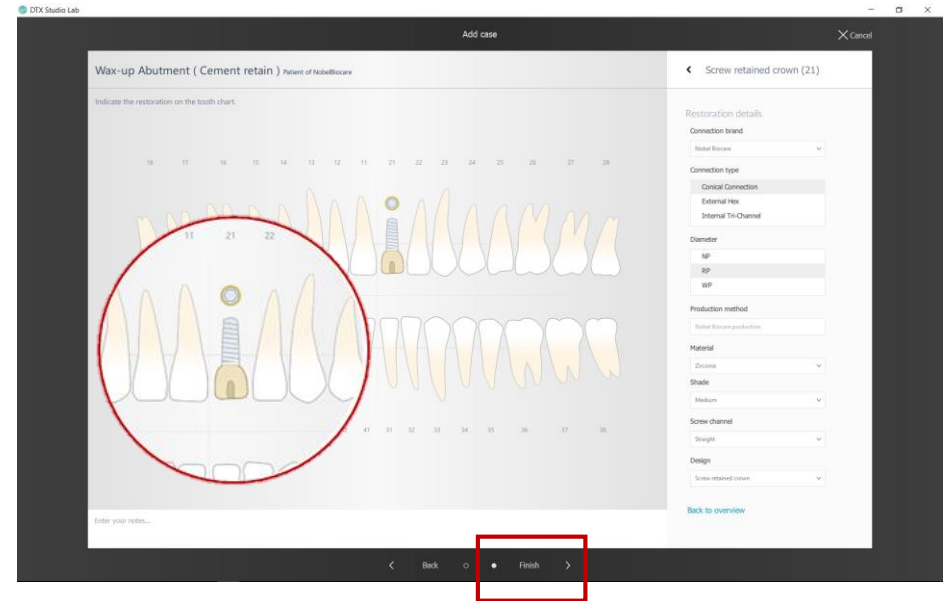 DTX Studio Lab
Add case
Cancel
Wax-up Abutment ( Cement retain ) Patient of NobelBiocare
Indicate the restoration on the tooth chart.
18 17 16 15 14 13 12 11 21 22 23 24 25 26 27 28
11 21 22
41 31 32 33 34 35 36 37 38
Enter your notes...
Screw retained crown (21)
Restoration details
Connection brand
Nobel Biocare
Connection type
Conical Connection
External Hex
Internal Tri-Channel
Diameter
NP
RP
WP
Production method
Nobel Biocare production
Material
Zirconia
Shade
Medium
Screw channel
Straight
Design
Screw retained crown
Back to overview
Back
Finish